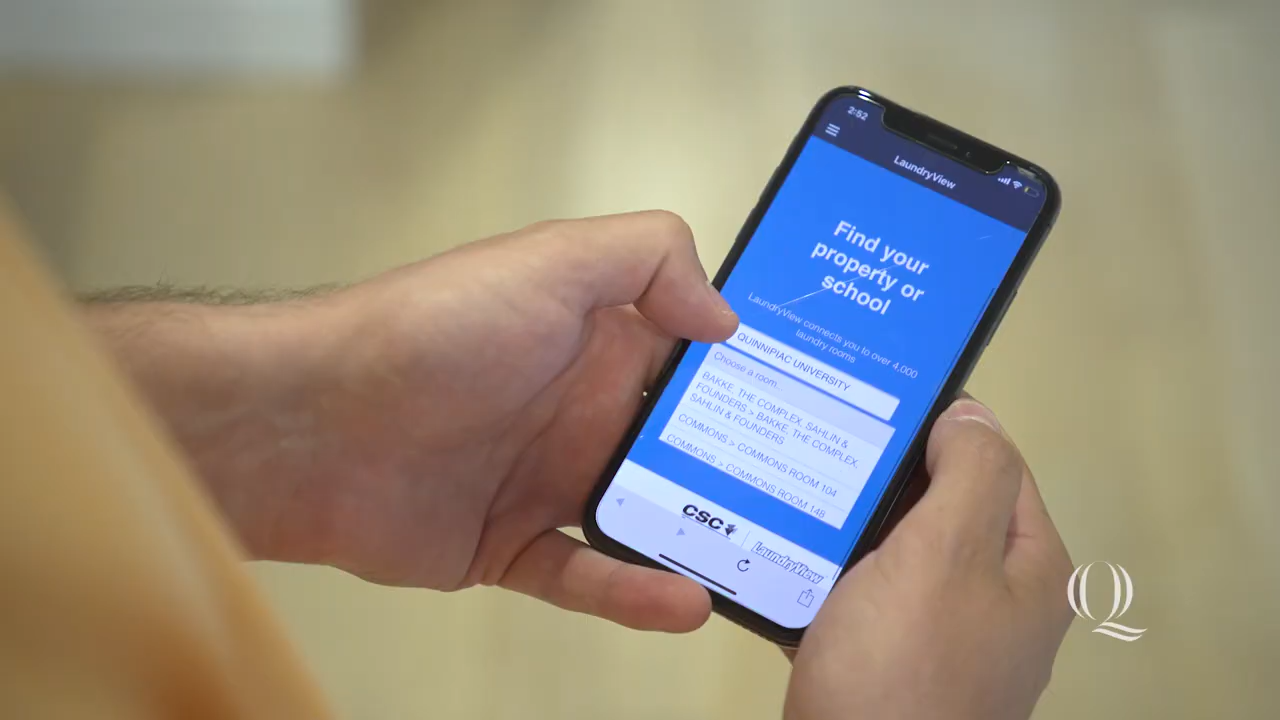 2:52
LaundryView
Find your
property or
school
LaundryView connects you to over 4,000
laundry rooms
QUINNIPIAC UNIVERSITY
Choose a room...
BAKKE, THE COMPLEX, SAHLIN &
FOUNDERS > BAKKE, THE COMPLEX,
SAHLIN & FOUNDERS
COMMONS > COMMONS ROOM 104
COMMONS > COMMONS ROOM 148
CSC
LaundryView
Q